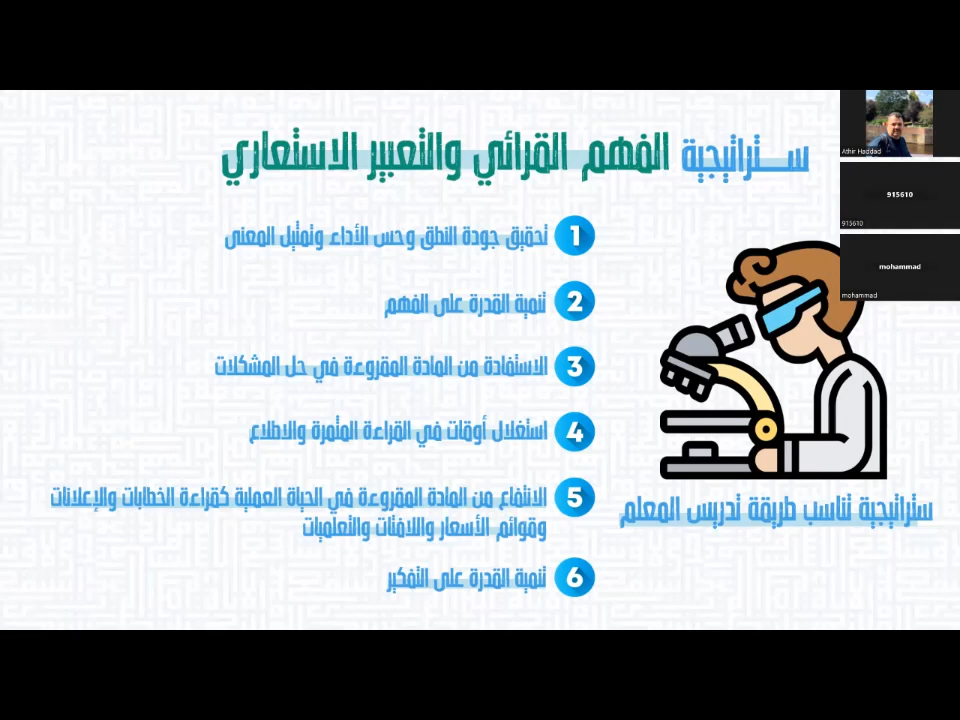 ستراتيجية الفهم القرائي والتعبير الاستعاري
1 تحقيق جودة النطق وحس الأداء وتمثيل المعنى
2 تنمية القدرة على الفهم
3 الاستفادة من المادة المقروءة في حل المشكلات
4 استغلال أوقات في القراءة المثمرة والاطلاع
5 الانتفاع من المادة المقروءة في الحياة العملية كقراءة الخطابات والإعلانات
وقوائم الأسعار واللافتات والتعلميات
6 تنمية القدرة على التفكير
ستراتيجية تناسب طريقة تدريس المعلم
Athir Haddad
915610
915610
mohammad
mohammad